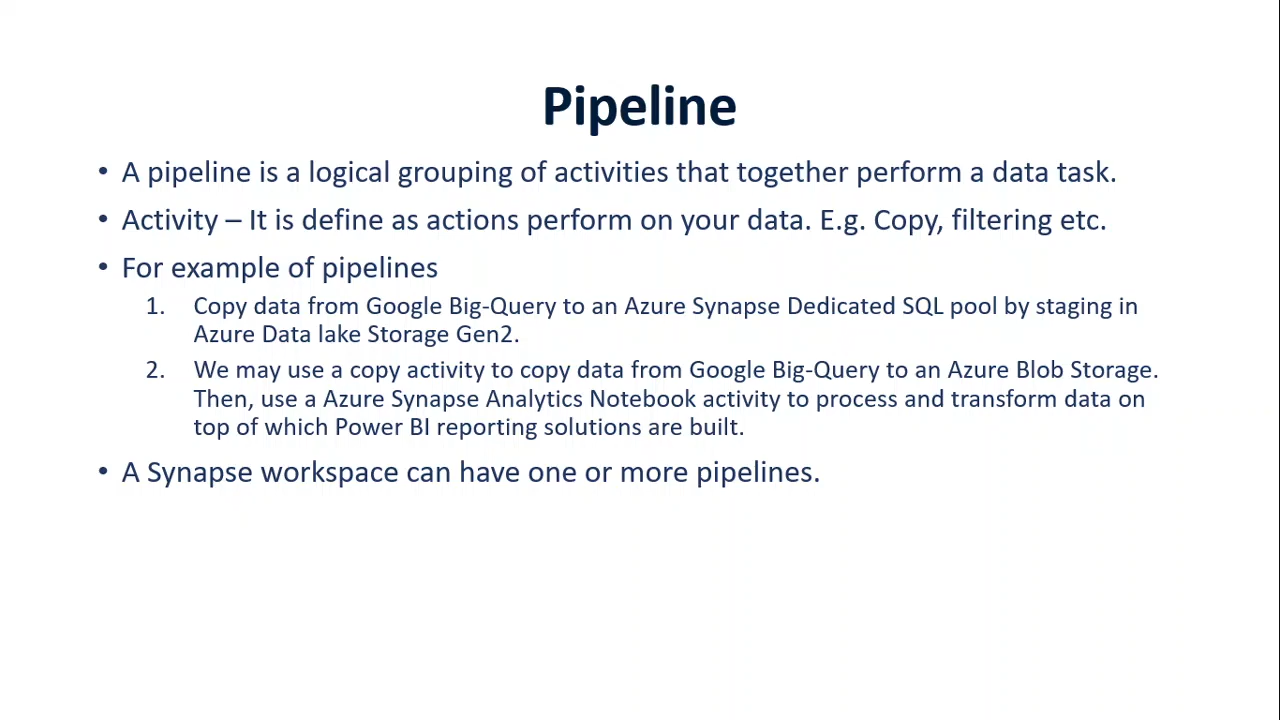 Pipeline
• A pipeline is a logical grouping of activities that together perform a data task.
• Activity – It is define as actions perform on your data. E.g. Copy, filtering etc.
• For example of pipelines
1. Copy data from Google Big-Query to an Azure Synapse Dedicated SQL pool by staging in
Azure Data lake Storage Gen2.
2. We may use a copy activity to copy data from Google Big-Query to an Azure Blob Storage.
Then, use a Azure Synapse Analytics Notebook activity to process and transform data on
top of which Power BI reporting solutions are built.
• A Synapse workspace can have one or more pipelines.